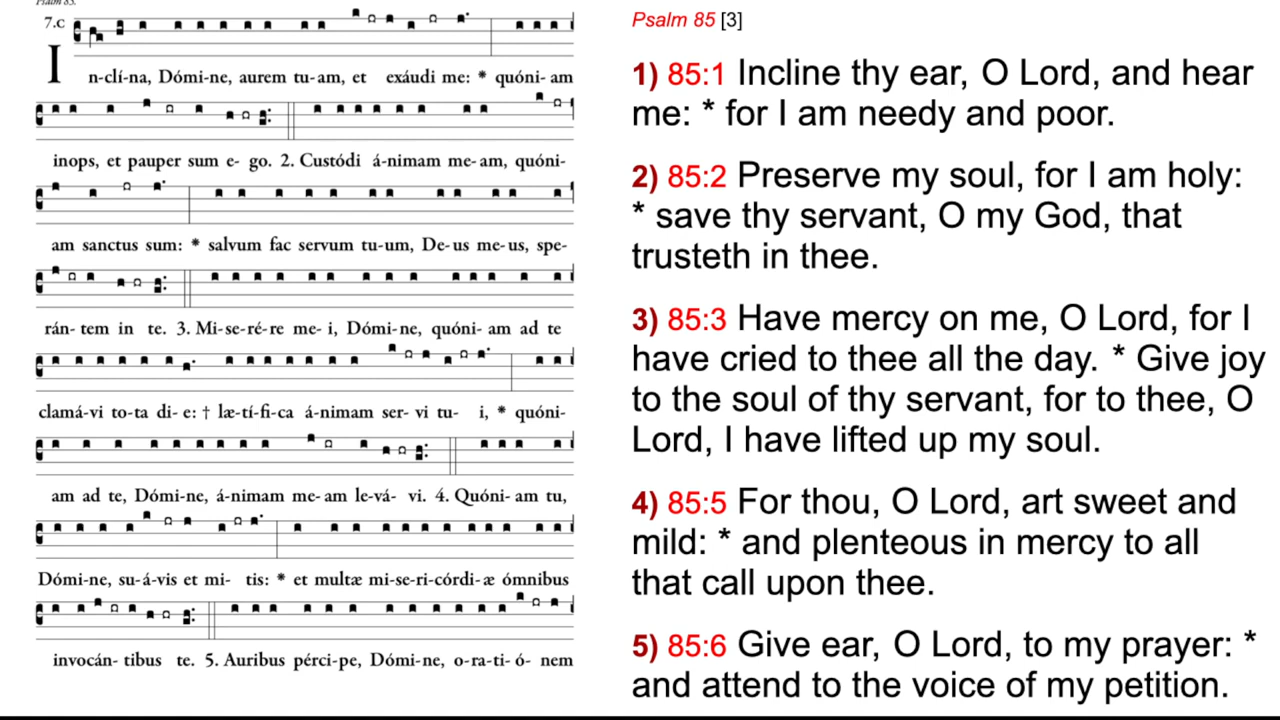 Psalm 85.
7.c
In-clí-na, Dómi-ne, aurem tu-am, et exáudi me: * quóni-am
inops, et pauper sum e- go. 2. Custódi á-nimam me-am, quóni-
am sanctus sum: * salvum fac servum tu-um, De-us me-us, spe-
rán-tem in te. 3. Mi-se-ré-re me-i, Dómi-ne, quóni-am ad te
clamá-vi to-ta di-e: † læ-tí-fi-ca á-nimam ser-vi tu- i, * quóni-
am ad te, Dómi-ne, á-nimam me-am le-vá- vi. 4. Quóni-am tu,
Dómi-ne, su-á-vis et mi- tis: * et multæ mi-se-ri-córdi-æ ómnibus
invocán-tibus te. 5. Auribus pérci-pe, Dómi-ne, o-ra-ti-ó-nem
Psalm 85 [3]
1) 85:1 Incline thy ear, O Lord, and hear
me: * for I am needy and poor.
2) 85:2 Preserve my soul, for I am holy:
* save thy servant, O my God, that
trusteth in thee.
3) 85:3 Have mercy on me, O Lord, for I
have cried to thee all the day. * Give joy
to the soul of thy servant, for to thee, O
Lord, I have lifted up my soul.
4) 85:5 For thou, O Lord, art sweet and
mild: * and plenteous in mercy to all
that call upon thee.
5) 85:6 Give ear, O Lord, to my prayer: *
and attend to the voice of my petition.